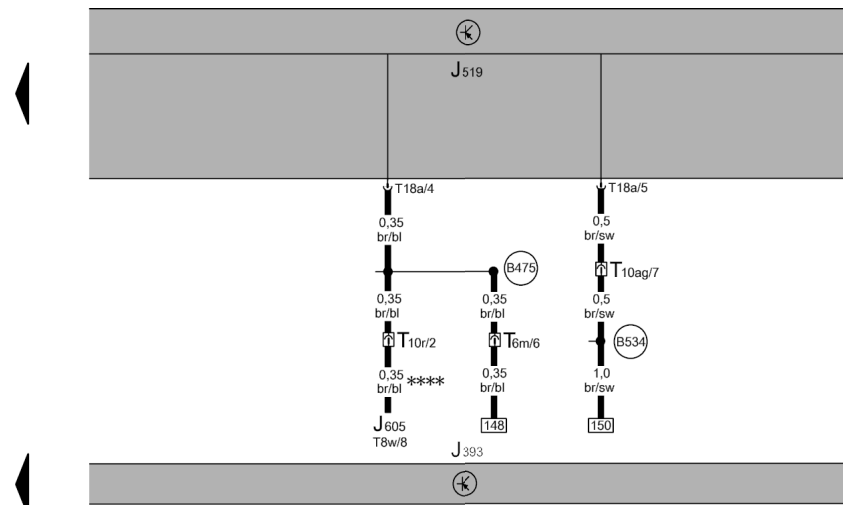 J519
T18a/4
T18a/5
0,35
br/bl
0,5
br/sw
B475
T10ag/7
0,35
br/bl
0,35
br/bl
0,5
br/sw
T10r/2
T6m/6
B534
0,35
br/bl
****
0,35
br/bl
1,0
br/sw
J605
T8w/8
148
150
J393